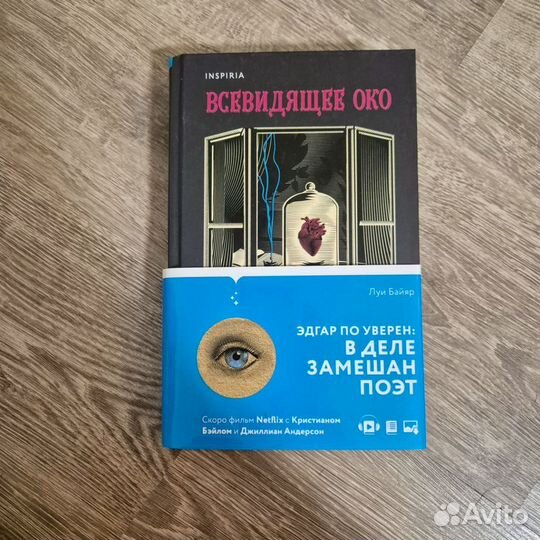 INSPIRIA
ВСЕВИДЯЩЕЕ ОКО
Луи Байяр
ЭДГАР ПО УВЕРЕН:
В ДЕЛЕ
ЗАМЕШАН
ПОЭТ
Скоро фильм Netflix с Кристианом
Бэйлом и Джиллиан Андерсон
Avito